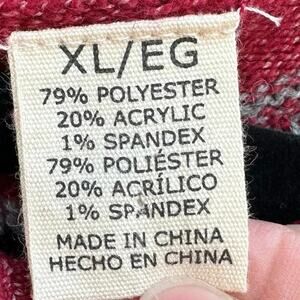 XL/EG
79% POLYESTER
20% ACRYLIC
1% SPANDEX
79% POLIÉSTER
20% ACRÍLICO
1% SPANDEX
MADE IN CHINA
HECHO EN CHINA